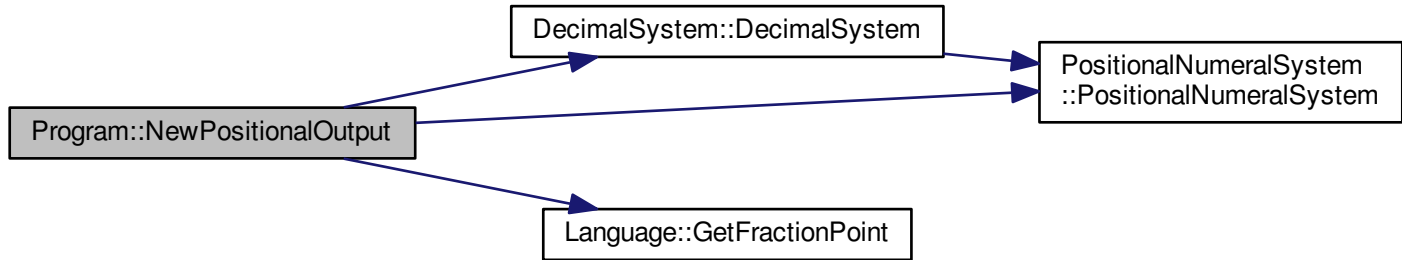 DecimalSystem::DecimalSystem
PositionalNumeralSystem
::PositionalNumeralSystem
Program::NewPositionalOutput
Language::GetFractionPoint